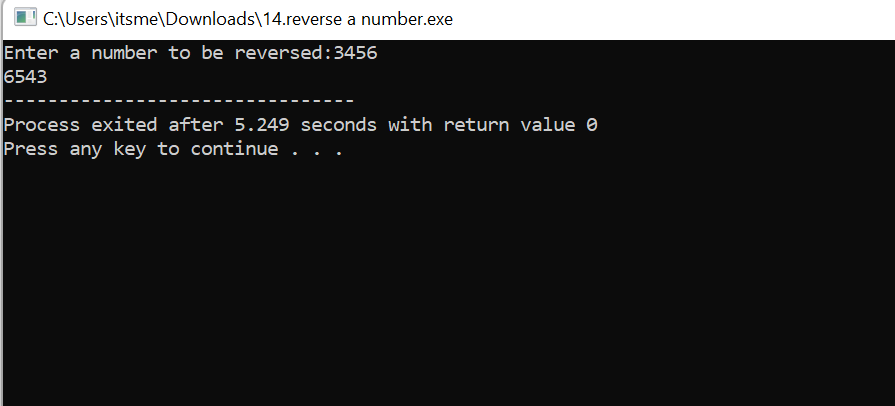 C:\Users\itsme\Downloads\14.reverse a number.exe
Enter a number to be reversed:3456
6543
--------------------------------
Process exited after 5.249 seconds with return value 0
Press any key to continue . . .